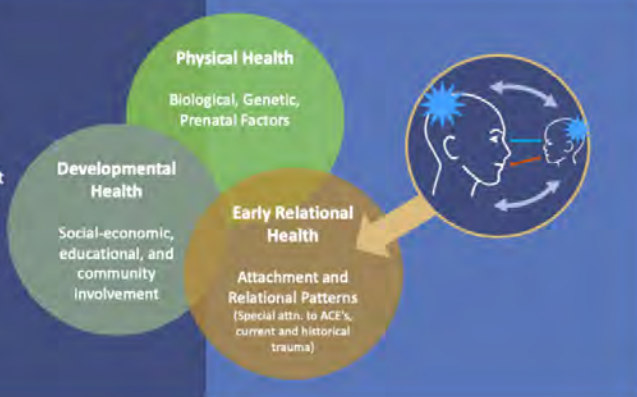 Physical Health
Biological, Genetic,
Prenatal Factors
Developmental
Health
Social-economic,
educational, and
community
involvement
Early Relational
Health
Attachment and
Relational Patterns
(Special attn. to ACE's,
current and historical
trauma)